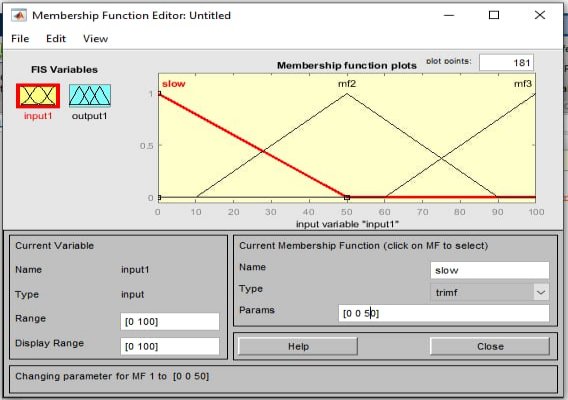 Membership Function Editor: Untitled
File Edit View
FIS Variables
input1 output1
Membership function plots plot points: 181
slow mf2 mf3
1
0.5
0
0 10 20 30 40 50 60 70 80 90 100
input variable "input1"
Current Variable
Name input1
Type input
Range [0 100]
Display Range [0 100]
Current Membership Function (click on MF to select)
Name slow
Type trimf
Params [0 0 50]
Help Close
Changing parameter for MF 1 to [0 0 50]